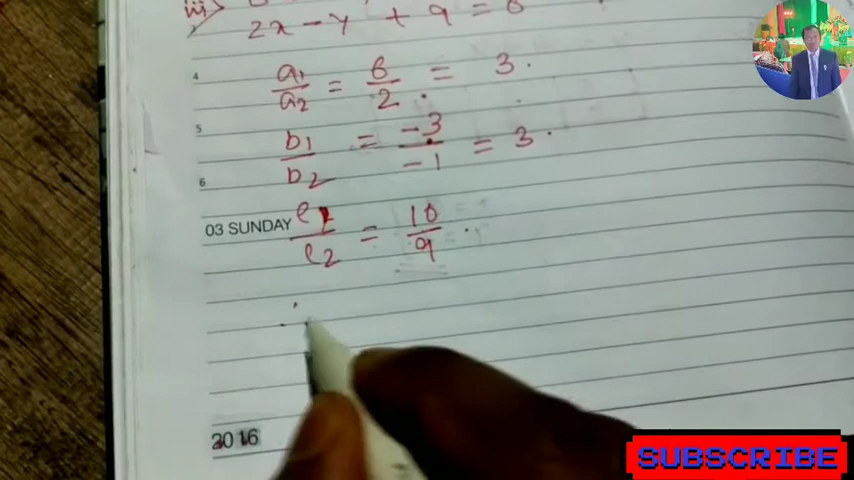 iii)
2x - y + 9 = 0
4
a1/a2 = 6/2 = 3.
5
b1/b2 = -3/-1 = 3.
6
03 SUNDAY
c1/c2 = 10/9.
2016
SUBSCRIBE